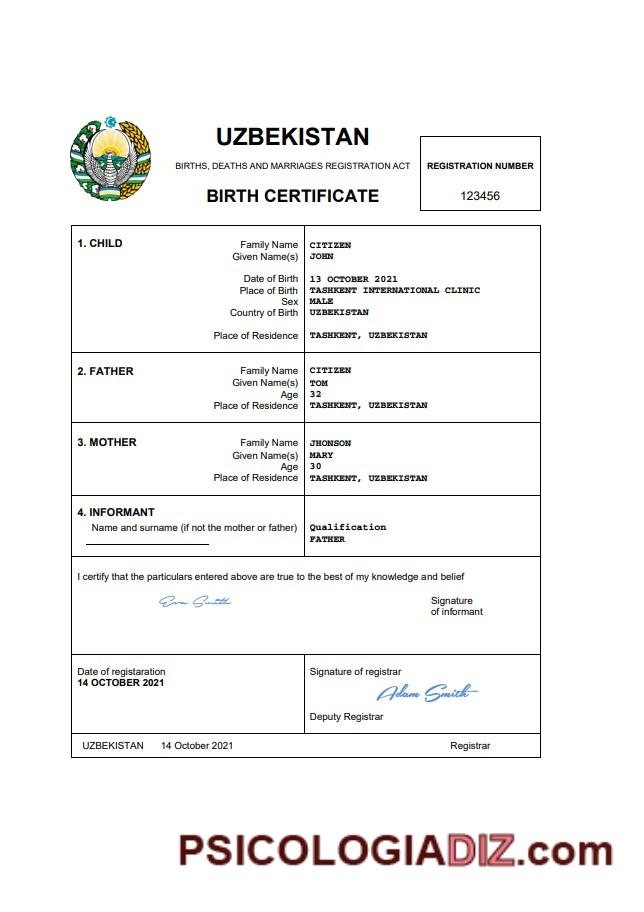 UZBEKISTAN
BIRTHS, DEATHS AND MARRIAGES REGISTRATION ACT
BIRTH CERTIFICATE
REGISTRATION NUMBER
123456
1. CHILD
Family Name CITIZEN
Given Name(s) JOHN
Date of Birth 13 OCTOBER 2021
Place of Birth TASHKENT INTERNATIONAL CLINIC
Sex MALE
Country of Birth UZBEKISTAN
Place of Residence TASHKENT, UZBEKISTAN
2. FATHER
Family Name CITIZEN
Given Name(s) TOM
Age 32
Place of Residence TASHKENT, UZBEKISTAN
3. MOTHER
Family Name JHONSON
Given Name(s) MARY
Age 30
Place of Residence TASHKENT, UZBEKISTAN
4. INFORMANT
Name and surname (if not the mother or father) Qualification
FATHER
I certify that the particulars entered above are true to the best of my knowledge and belief
Eva Smith Signature
of informant
Date of registaration Signature of registrar
14 OCTOBER 2021
Adam Smith
Deputy Registrar
UZBEKISTAN 14 October 2021 Registrar
PSICOLOGIADIZ.com